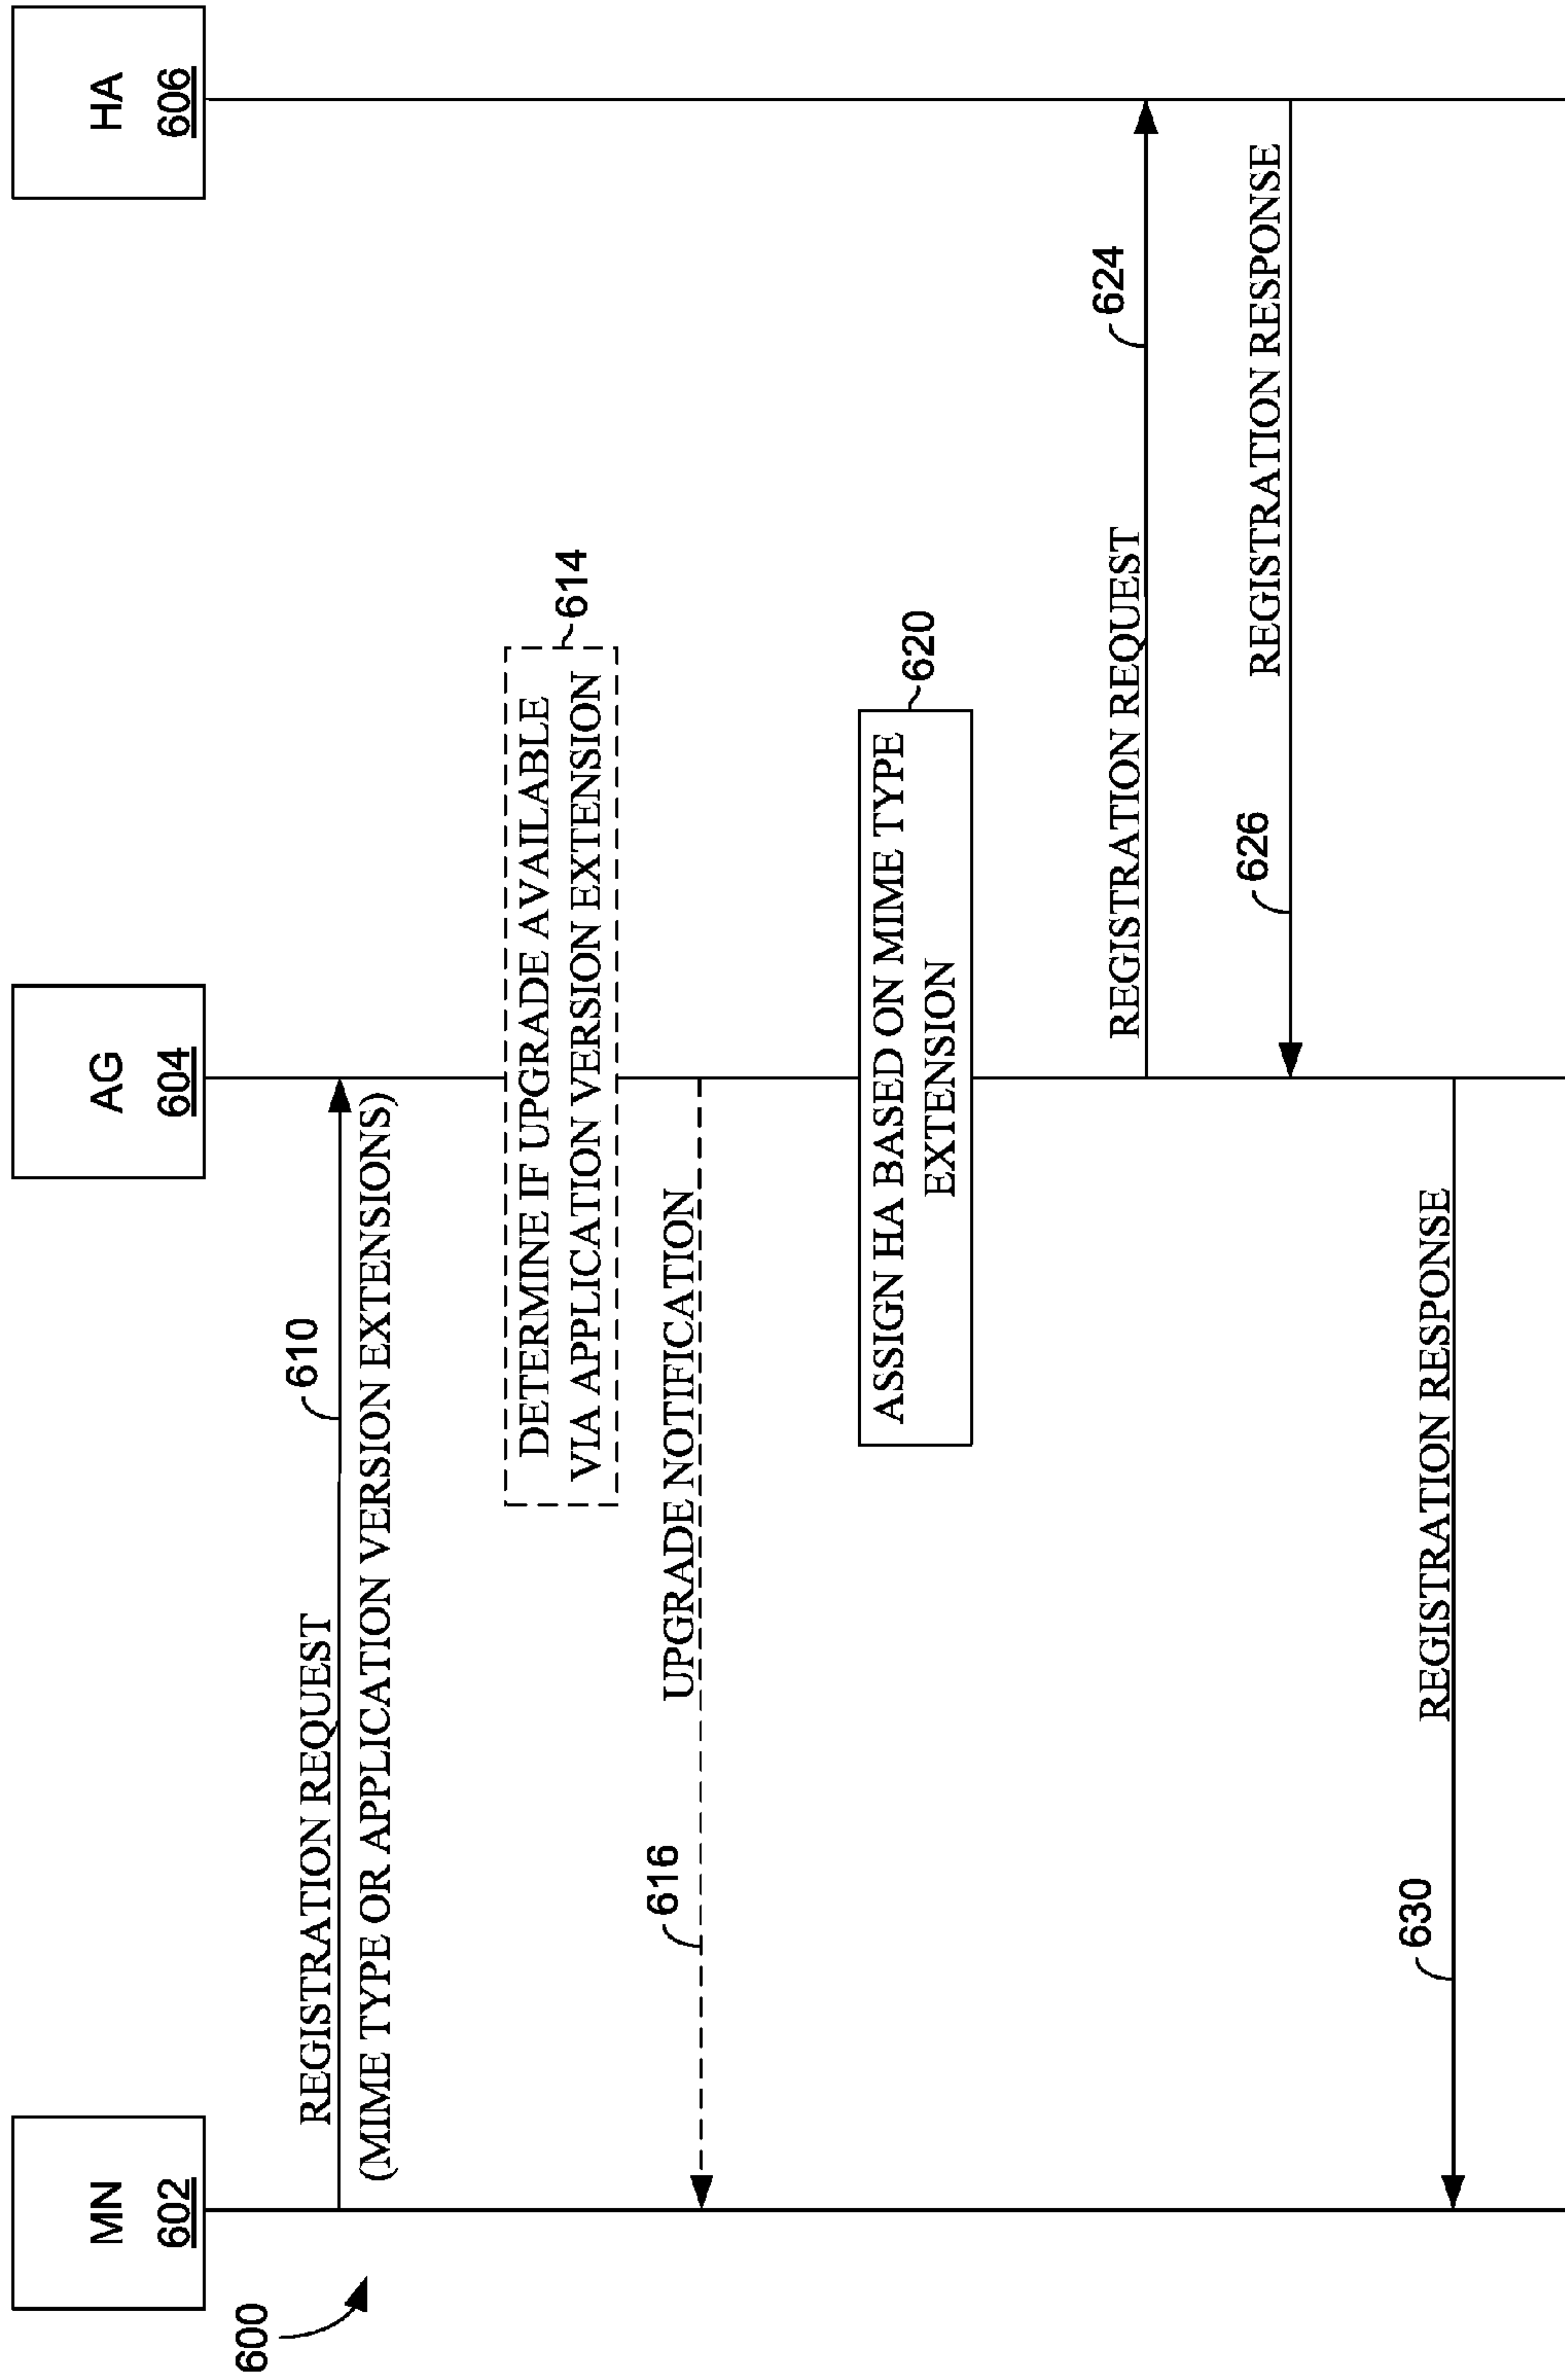 600
MN
602
AG
604
HA
606
REGISTRATION REQUEST
610
(MIME TYPE OR APPLICATION VERSION EXTENSIONS)
DETERMINE IF UPGRADE AVAILABLE
VIA APPLICATION VERSION EXTENSION
614
616
UPGRADE NOTIFICATION
ASSIGN HA BASED ON MIME TYPE
EXTENSION
620
REGISTRATION REQUEST
624
626
REGISTRATION RESPONSE
630
REGISTRATION RESPONSE